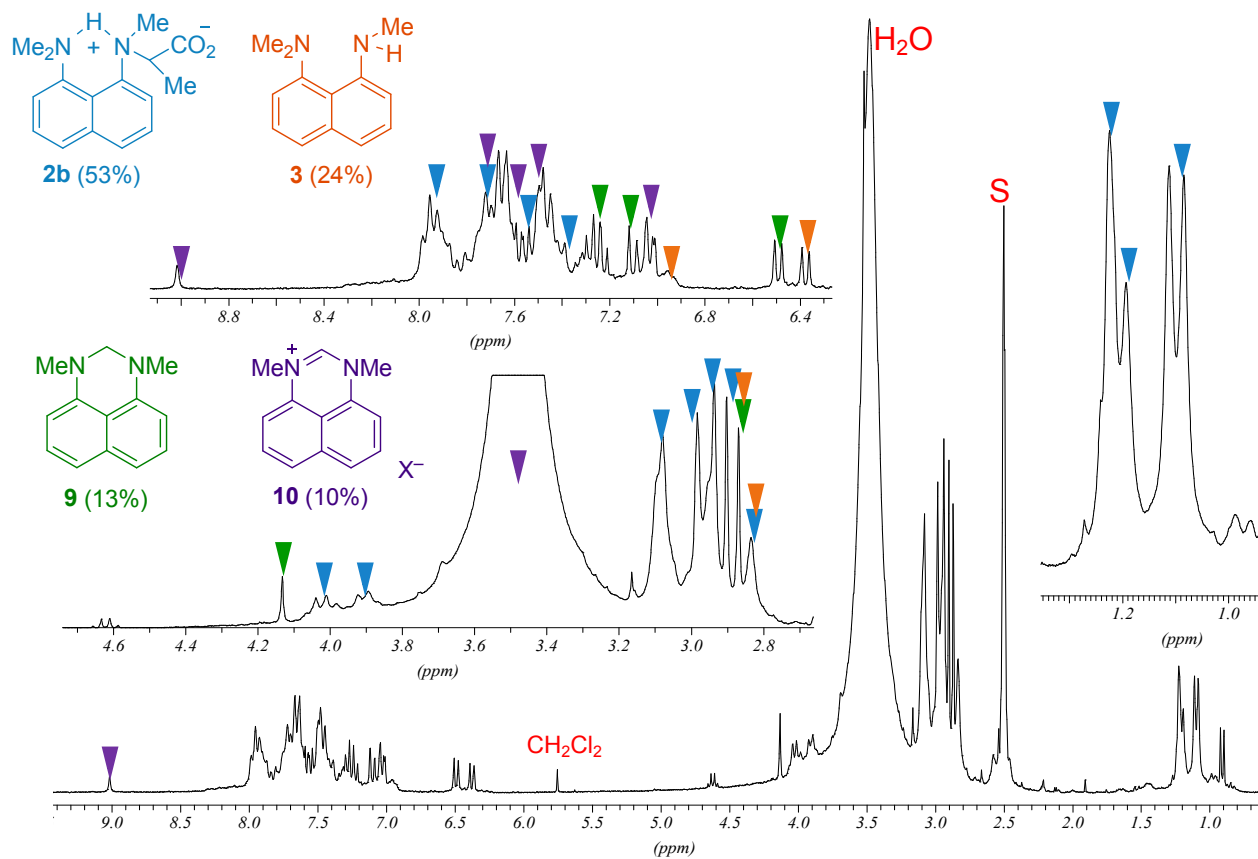 H Me
Me2N + N CO2−
Me
2b (53%)
Me2N N Me
H
3 (24%)
H2O
S
8.8 8.4 8.0 7.6 7.2 6.8 6.4
(ppm)
MeN NMe
9 (13%)
+
MeN NMe
X−
10 (10%)
4.6 4.4 4.2 4.0 3.8 3.6 3.4 3.2 3.0 2.8
(ppm)
1.2 1.0
(ppm)
CH2Cl2
9.0 8.5 8.0 7.5 7.0 6.5 6.0 5.5 5.0 4.5 4.0 3.5 3.0 2.5 2.0 1.5 1.0
(ppm)